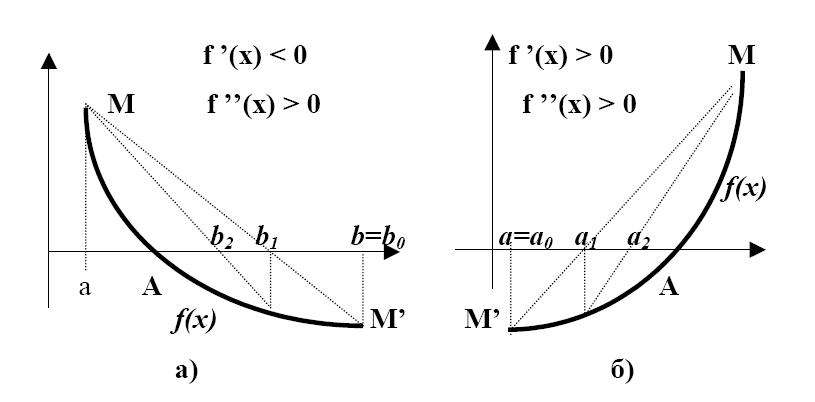 f ’(x) < 0
f ’’(x) > 0
M
b2
b1
b=b0
a
A
f(x)
M’
а)
f ’(x) > 0
f ’’(x) > 0
M
f(x)
a=a0
a1
a2
A
M’
б)